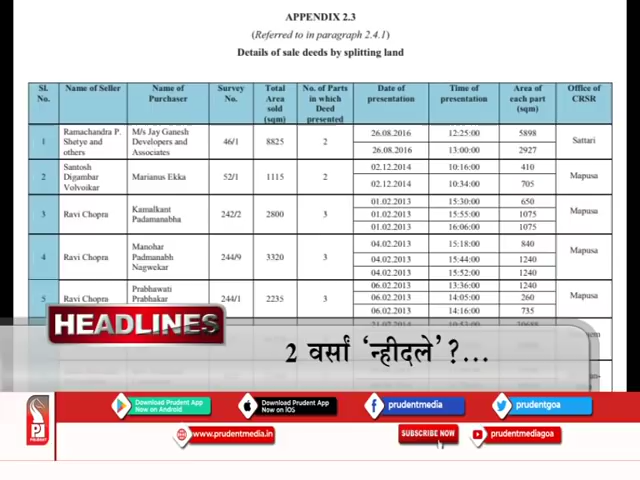 APPENDIX 2.3
(Referred to in paragraph 2.4.1)
Details of sale deeds by splitting land
Sl. No. Name of Seller Name of Purchaser Survey No. Total Area sold (sqm) No. of Parts in which Deed presented Date of presentation Time of presentation Area of each part (sqm) Office of CRSR
1 Ramachandra P. Shetye and others M/s Jay Ganesh Developers and Associates 46/1 8825 2 26.08.2016 12:25:00 5898 Sattari
26.08.2016 13:00:00 2927
2 Santosh Digambar Volvoikar Marianus Ekka 52/1 1115 2 02.12.2014 10:16:00 410 Mapusa
02.12.2014 10:34:00 705
3 Ravi Chopra Kamalkant Padamanabha 242/2 2800 3 01.02.2013 15:30:00 650 Mapusa
01.02.2013 15:55:00 1075
01.02.2013 16:06:00 1075
4 Ravi Chopra Manohar Padmanabh Nagwekar 244/9 3320 3 04.02.2013 15:18:00 840 Mapusa
04.02.2013 15:44:00 1240
04.02.2013 15:52:00 1240
5 Ravi Chopra Prabhawati Prabhakar 244/1 2235 3 06.02.2013 13:36:00 1240 Mapusa
06.02.2013 14:05:00 260
06.02.2013 14:16:00 735
HEADLINES
2 वर्सां ‘न्हीदले’?...
Download Prudent App Now on Android
Download Prudent App Now on IOS
prudentmedia
prudentgoa
www.prudentmedia.in
SUBSCRIBE NOW
prudentmediagoa